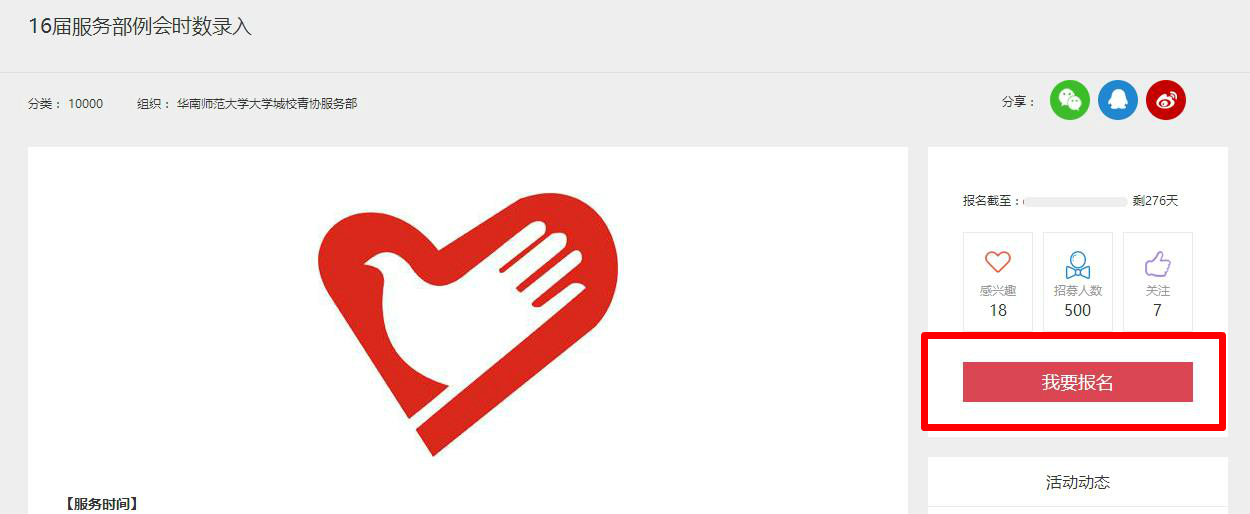 16届服务部例会时数录入
分类： 10000 组织： 华南师范大学大学城校青协服务部
分享：
报名截至： 剩276天
感兴趣 招募人数 关注
18 500 7
我要报名
活动动态
【服务时间】